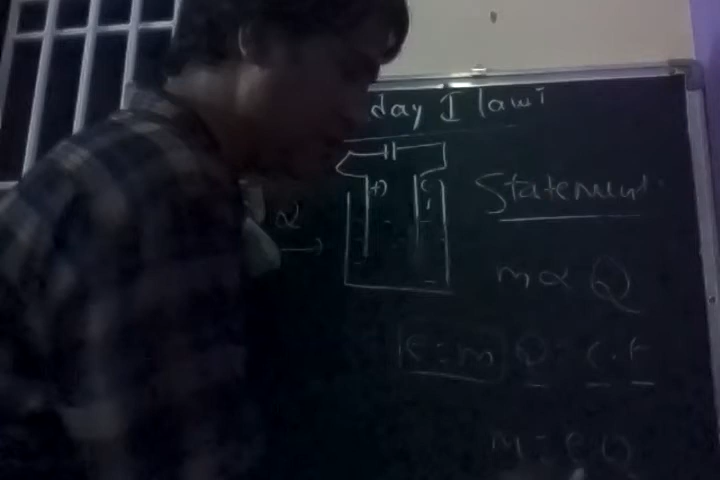 day I law
(+) (-
Statement
α
m ∝ Q
m Q = C.t
m = e Q